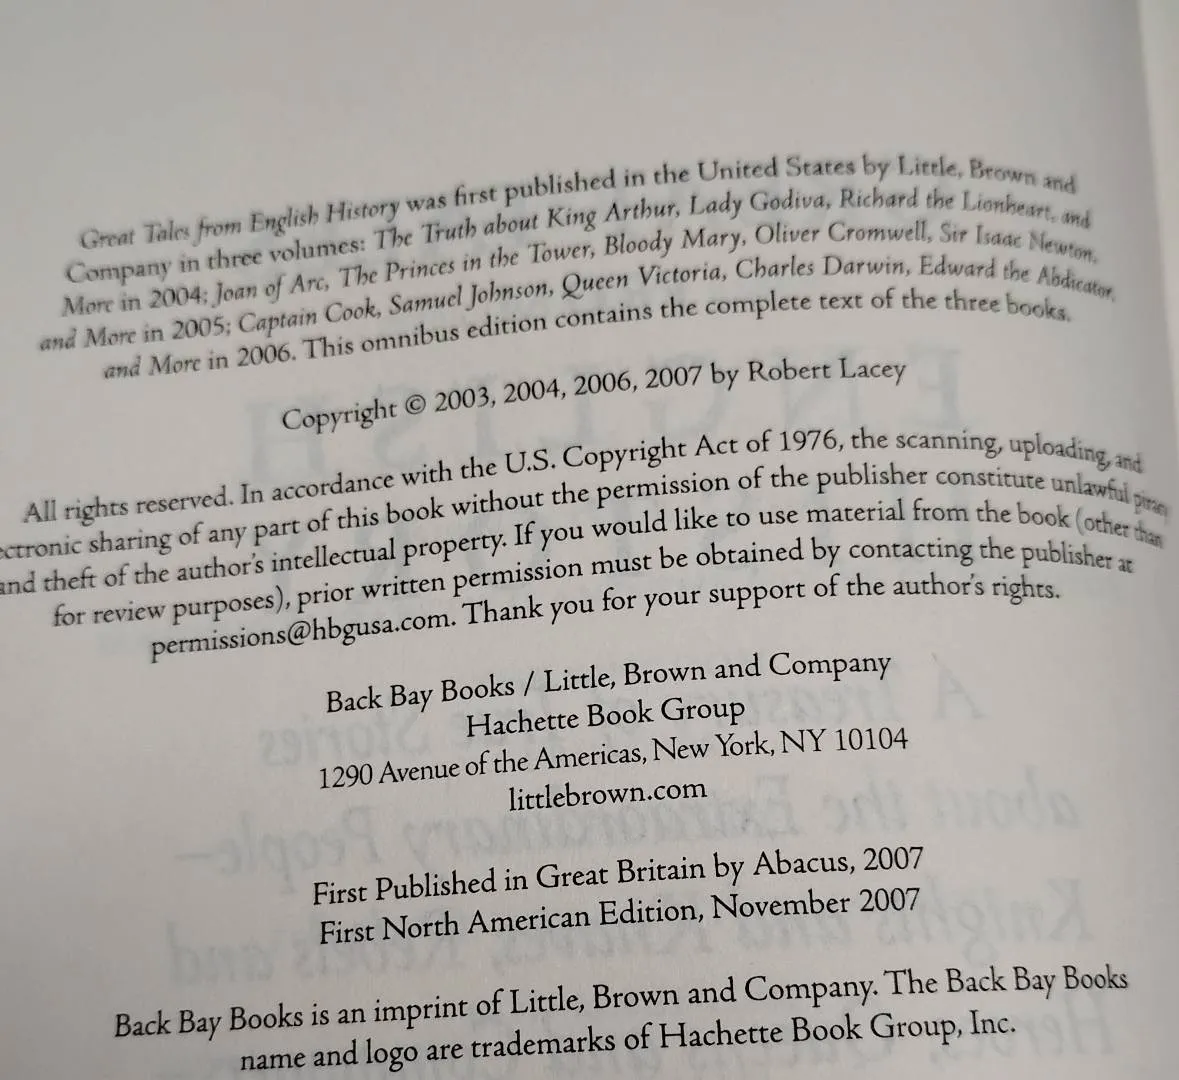 Great Tales from English History was first published in the United States by Little, Brown and
Company in three volumes: The Truth about King Arthur, Lady Godiva, Richard the Lionheart, and
More in 2004; Joan of Arc, The Princes in the Tower, Bloody Mary, Oliver Cromwell, Sir Isaac Newton,
and More in 2005; Captain Cook, Samuel Johnson, Queen Victoria, Charles Darwin, Edward the Abdicator,
and More in 2006. This omnibus edition contains the complete text of the three books.
Copyright © 2003, 2004, 2006, 2007 by Robert Lacey
All rights reserved. In accordance with the U.S. Copyright Act of 1976, the scanning, uploading, and
ectronic sharing of any part of this book without the permission of the publisher constitute unlawful piracy
and theft of the author's intellectual property. If you would like to use material from the book (other than
for review purposes), prior written permission must be obtained by contacting the publisher at
permissions@hbgusa.com. Thank you for your support of the author's rights.
Back Bay Books / Little, Brown and Company
Hachette Book Group
1290 Avenue of the Americas, New York, NY 10104
littlebrown.com
First Published in Great Britain by Abacus, 2007
First North American Edition, November 2007
Back Bay Books is an imprint of Little, Brown and Company. The Back Bay Books
name and logo are trademarks of Hachette Book Group, Inc.